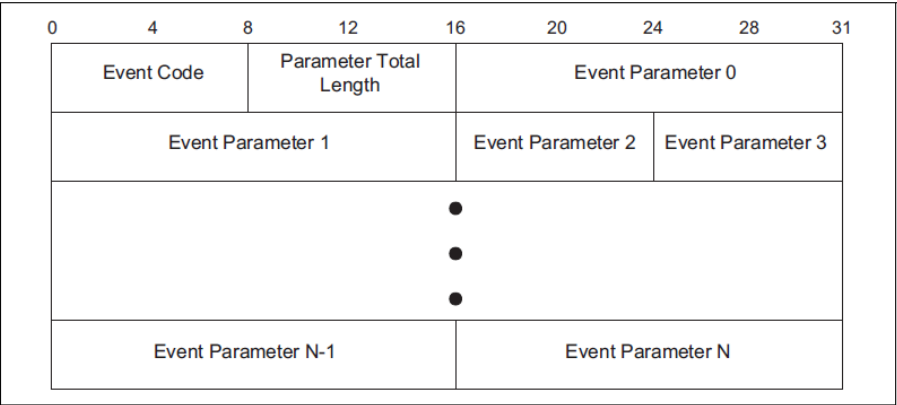 0 4 8 12 16 20 24 28 31
Event Code
Parameter Total
Length
Event Parameter 0
Event Parameter 1
Event Parameter 2
Event Parameter 3
Event Parameter N-1
Event Parameter N